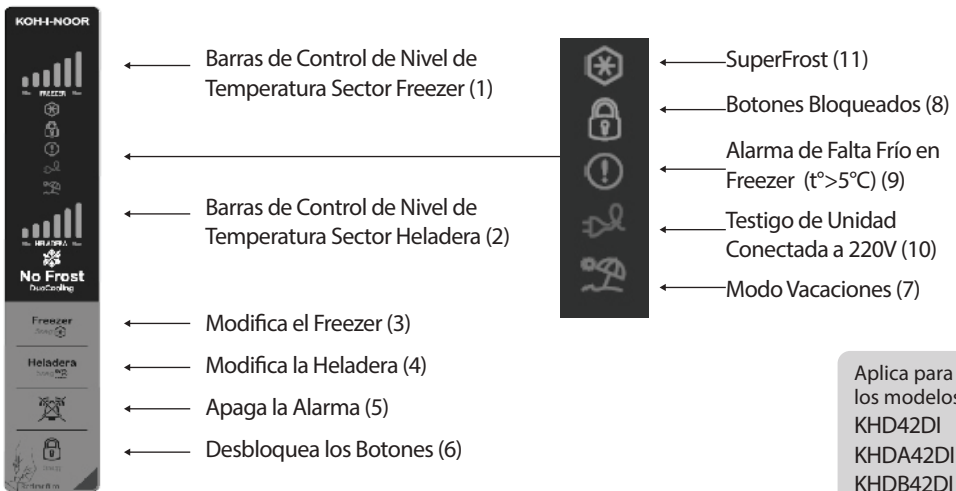 KOH-I-NOOR
FREEZER
HELADERA
No Frost
DuoCooling
Freezer
Heladera
Barras de Control de Nivel de
Temperatura Sector Freezer (1)
Barras de Control de Nivel de
Temperatura Sector Heladera (2)
Modifica el Freezer (3)
Modifica la Heladera (4)
Apaga la Alarma (5)
Desbloquea los Botones (6)
SuperFrost (11)
Botones Bloqueados (8)
Alarma de Falta Frío en
Freezer (t°>5°C) (9)
Testigo de Unidad
Conectada a 220V (10)
Modo Vacaciones (7)
Aplica para
los modelos
KHD42DI
KHDA42DI
KHDB42DI